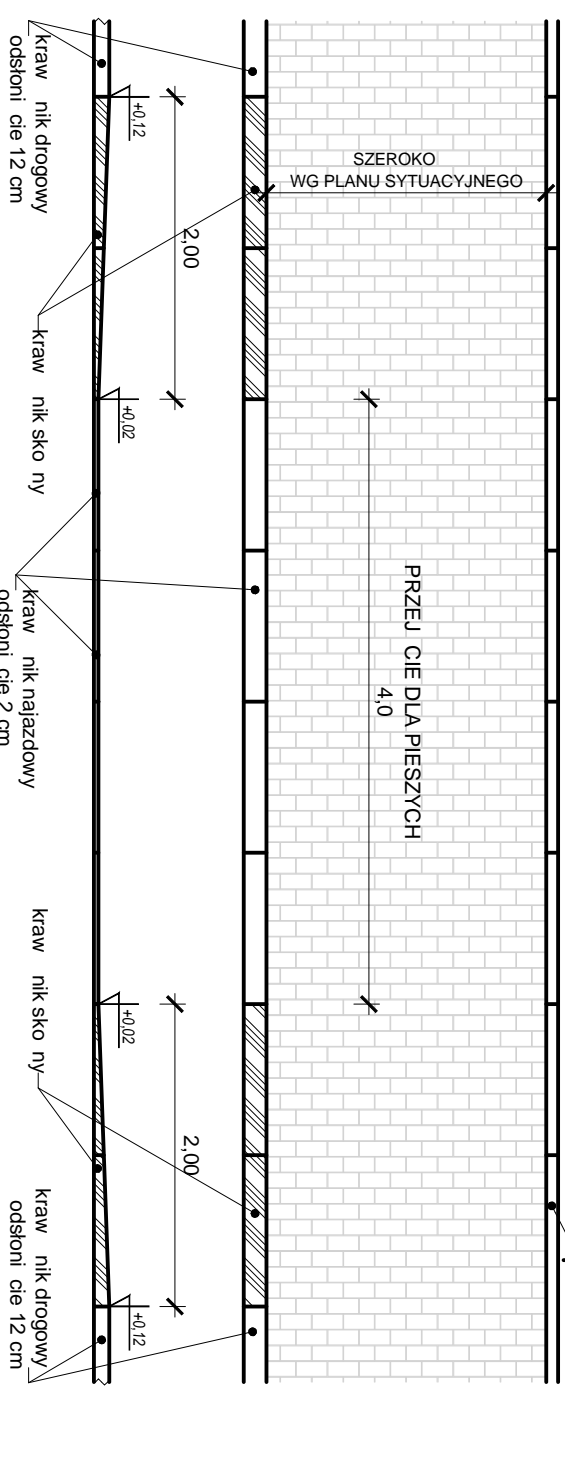 SZEROKO
WG PLANU SYTUACYJNEGO
PRZEJ CIE DLA PIESZYCH
4,0
2,00
2,00
+0,12
+0,02
+0,02
+0,12
kraw nik drogowy
odsłoni cie 12 cm
kraw nik sko ny
kraw nik najazdowy
odsłoni cie 2 cm
kraw nik sko ny
kraw nik drogowy
odsłoni cie 12 cm